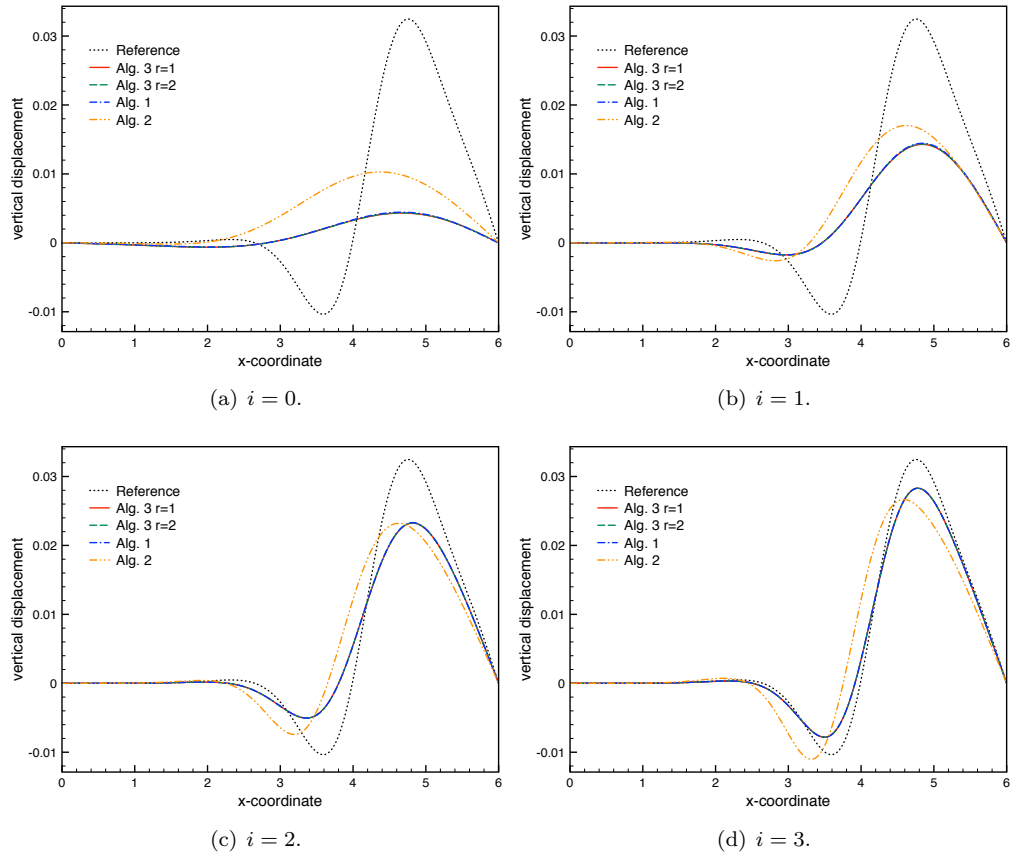 0.03
0.02
0.01
0
-0.01
vertical displacement
Reference
Alg. 3 r=1
Alg. 3 r=2
Alg. 1
Alg. 2
0 1 2 3 4 5 6
x-coordinate
(a) i = 0.
0.03
0.02
0.01
0
-0.01
vertical displacement
Reference
Alg. 3 r=1
Alg. 3 r=2
Alg. 1
Alg. 2
0 1 2 3 4 5 6
x-coordinate
(b) i = 1.
0.03
0.02
0.01
0
-0.01
vertical displacement
Reference
Alg. 3 r=1
Alg. 3 r=2
Alg. 1
Alg. 2
0 1 2 3 4 5 6
x-coordinate
(c) i = 2.
0.03
0.02
0.01
0
-0.01
vertical displacement
Reference
Alg. 3 r=1
Alg. 3 r=2
Alg. 1
Alg. 2
0 1 2 3 4 5 6
x-coordinate
(d) i = 3.